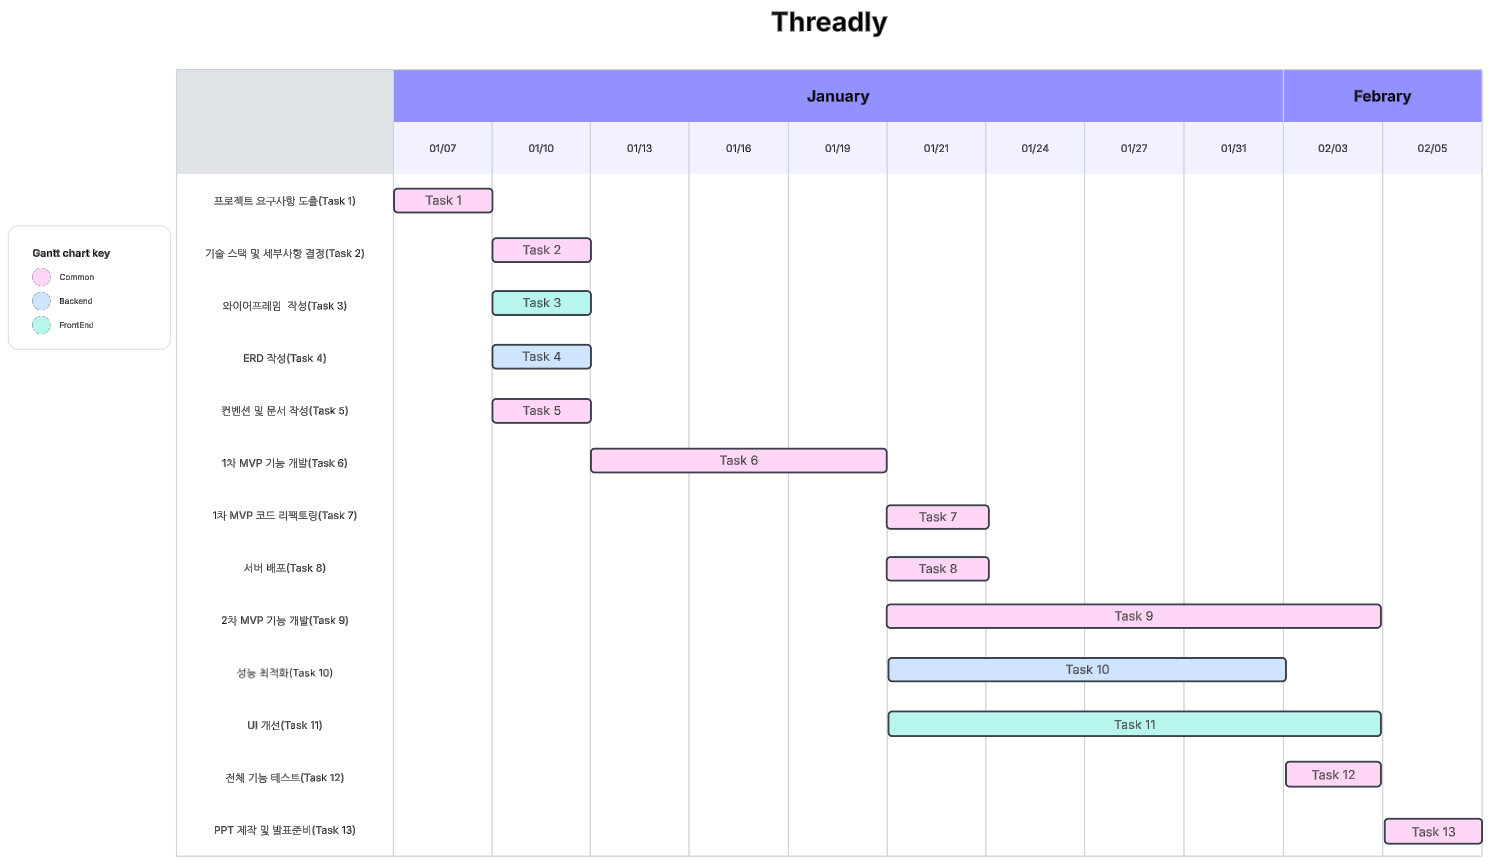 Threadly
January
Febrary
01/07
01/10
01/13
01/16
01/19
01/21
01/24
01/27
01/31
02/03
02/05
Gantt chart key
Common
Backend
FrontEnd
프로젝트 요구사항 도출(Task 1)
Task 1
기술 스택 및 세부사항 결정(Task 2)
Task 2
와이어프레임 작성(Task 3)
Task 3
ERD 작성(Task 4)
Task 4
컨벤션 및 문서 작성(Task 5)
Task 5
1차 MVP 기능 개발(Task 6)
Task 6
1차 MVP 코드 리팩토링(Task 7)
Task 7
서버 배포(Task 8)
Task 8
2차 MVP 기능 개발(Task 9)
Task 9
성능 최적화(Task 10)
Task 10
UI 개선(Task 11)
Task 11
전체 기능 테스트(Task 12)
Task 12
PPT 제작 및 발표준비(Task 13)
Task 13